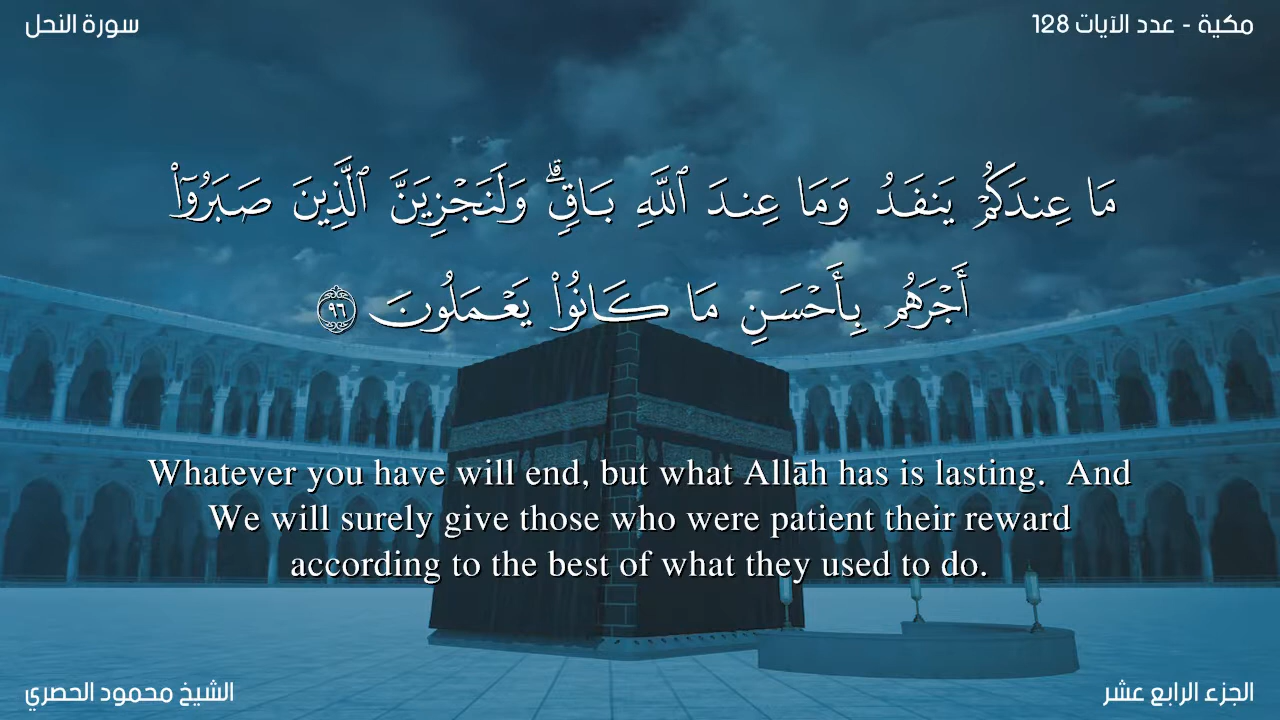 سورة النحل
مكية - عدد الآيات 128
مَا عِندَكُمْ يَنفَدُ وَمَا عِندَ ٱللَّهِ بَاقٍۗ وَلَنَجْزِيَنَّ ٱلَّذِينَ صَبَرُوٓا۟
أَجْرَهُم بِأَحْسَنِ مَا كَانُوا۟ يَعْمَلُونَ ٩٦
Whatever you have will end, but what Allāh has is lasting. And
We will surely give those who were patient their reward
according to the best of what they used to do.
الشيخ محمود الحصري
الجزء الرابع عشر